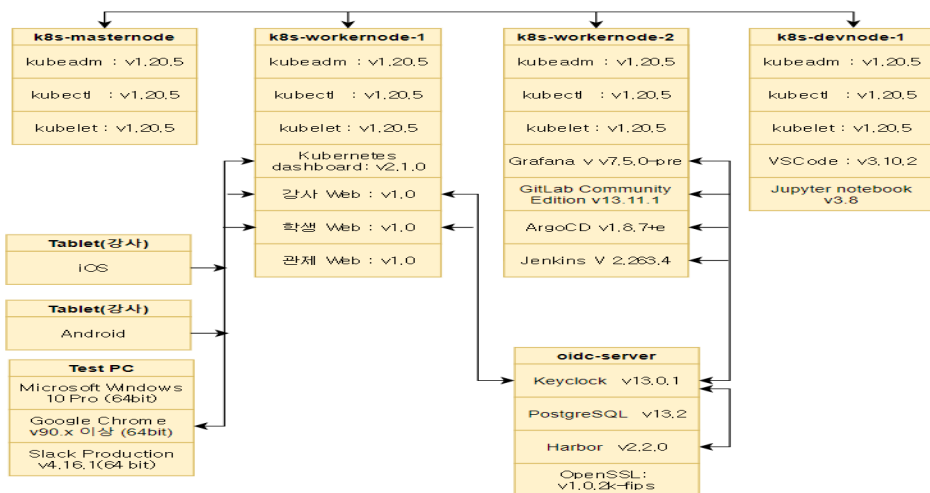 k8s-masternode
kubeadm : v1.20.5
kubectl : v1.20.5
kubelet : v1.20.5
k8s-workernode-1
kubeadm : v1.20.5
kubectl : v1.20.5
kubelet : v1.20.5
Kubernetes
dashboard: v2.1.0
강사 Web : v1.0
학생 Web : v1.0
관제 Web : v1.0
k8s-workernode-2
kubeadm : v1.20.5
kubectl : v1.20.5
kubelet : v1.20.5
Grafana v v7.5.0-pre
GitLab Community
Edition v13.11.1
ArgoCD v1.8.7+e
Jenkins V 2.263.4
k8s-devnode-1
kubeadm : v1.20.5
kubectl : v1.20.5
kubelet : v1.20.5
VSCode : v3.10.2
Jupyter notebook
v3.8
Tablet(강사)
iOS
Tablet(강사)
Android
Test PC
Microsoft Windows
10 Pro (64bit)
Google Chrome
v90.x 이상 (64bit)
Slack Production
v4.16.1(64 bit)
oidc-server
Keyclock v13.0.1
PostgreSQL v13.2
Harbor v2.2.0
OpenSSL:
v1.0.2k-fips